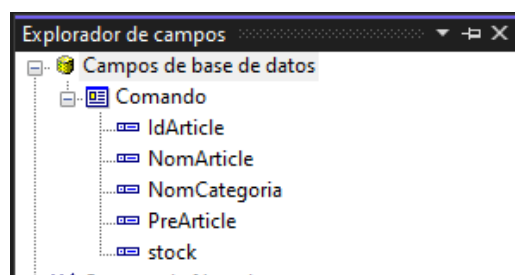 Explorador de campos
Campos de base de datos
Comando
IdArticle
NomArticle
NomCategoria
PreArticle
stock